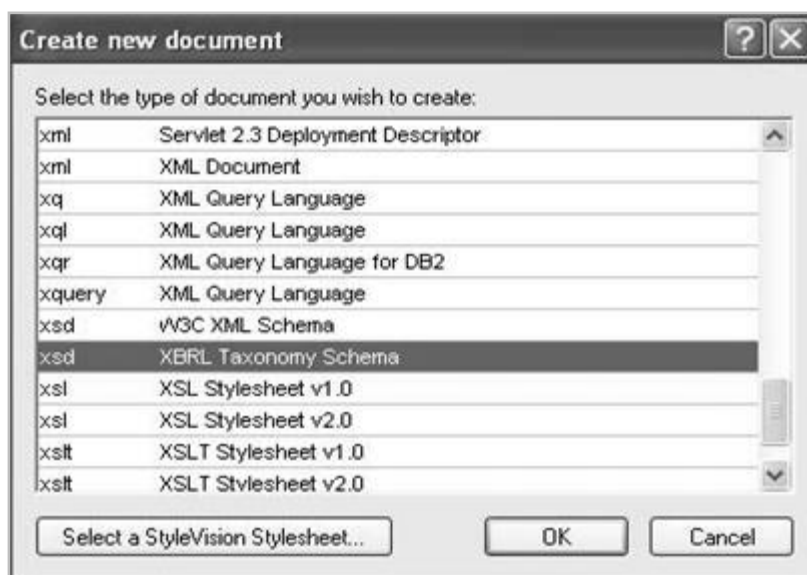 Create new document
Select the type of document you wish to create:
xml Servlet 2.3 Deployment Descriptor
xml XML Document
xq XML Query Language
xql XML Query Language
xqr XML Query Language for DB2
xquery XML Query Language
xsd W3C XML Schema
xsd XBRL Taxonomy Schema
xsl XSL Stylesheet v1.0
xsl XSL Stylesheet v2.0
xslt XSLT Stylesheet v1.0
xslt XSLT Stylesheet v2.0
Select a StyleVision Stylesheet... OK Cancel